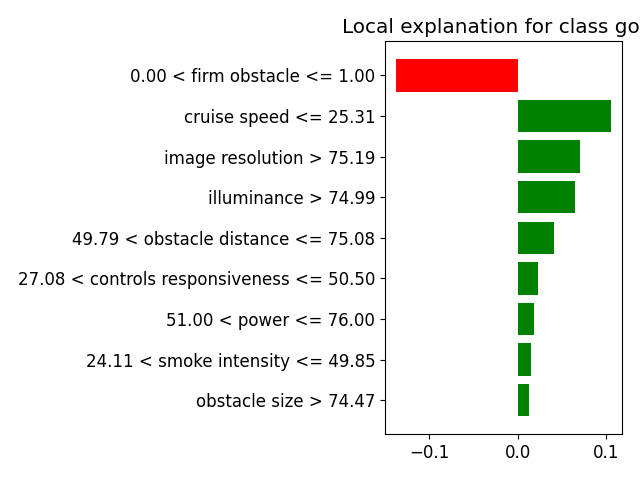 Local explanation for class go
0.00 < firm obstacle <= 1.00
cruise speed <= 25.31
image resolution > 75.19
illuminance > 74.99
49.79 < obstacle distance <= 75.08
27.08 < controls responsiveness <= 50.50
51.00 < power <= 76.00
24.11 < smoke intensity <= 49.85
obstacle size > 74.47
−0.1 0.0 0.1